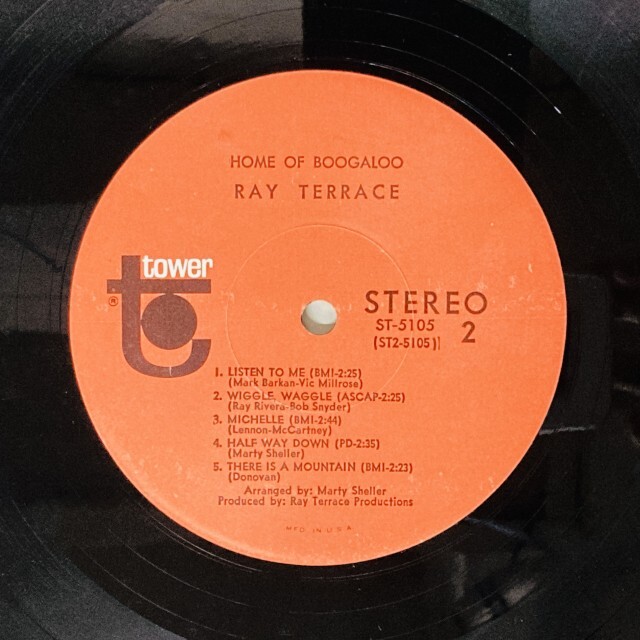 HOME OF BOOGALOO
RAY TERRACE
tower
®
STEREO
ST-5105
2
(ST2-5105)
1. LISTEN TO ME (BMI-2:25)
(Mark Barkan-Vic Millrose)
2. WIGGLE, WAGGLE (ASCAP-2:25)
(Ray Rivera-Bob Snyder)
3. MICHELLE (BMI-2:44)
(Lennon-McCartney)
4. HALF WAY DOWN (PD-2:35)
(Marty Sheller)
5. THERE IS A MOUNTAIN (BMI-2:23)
(Donovan)
Arranged by: Marty Sheller
Produced by: Ray Terrace Productions
MFD. IN U.S.A.